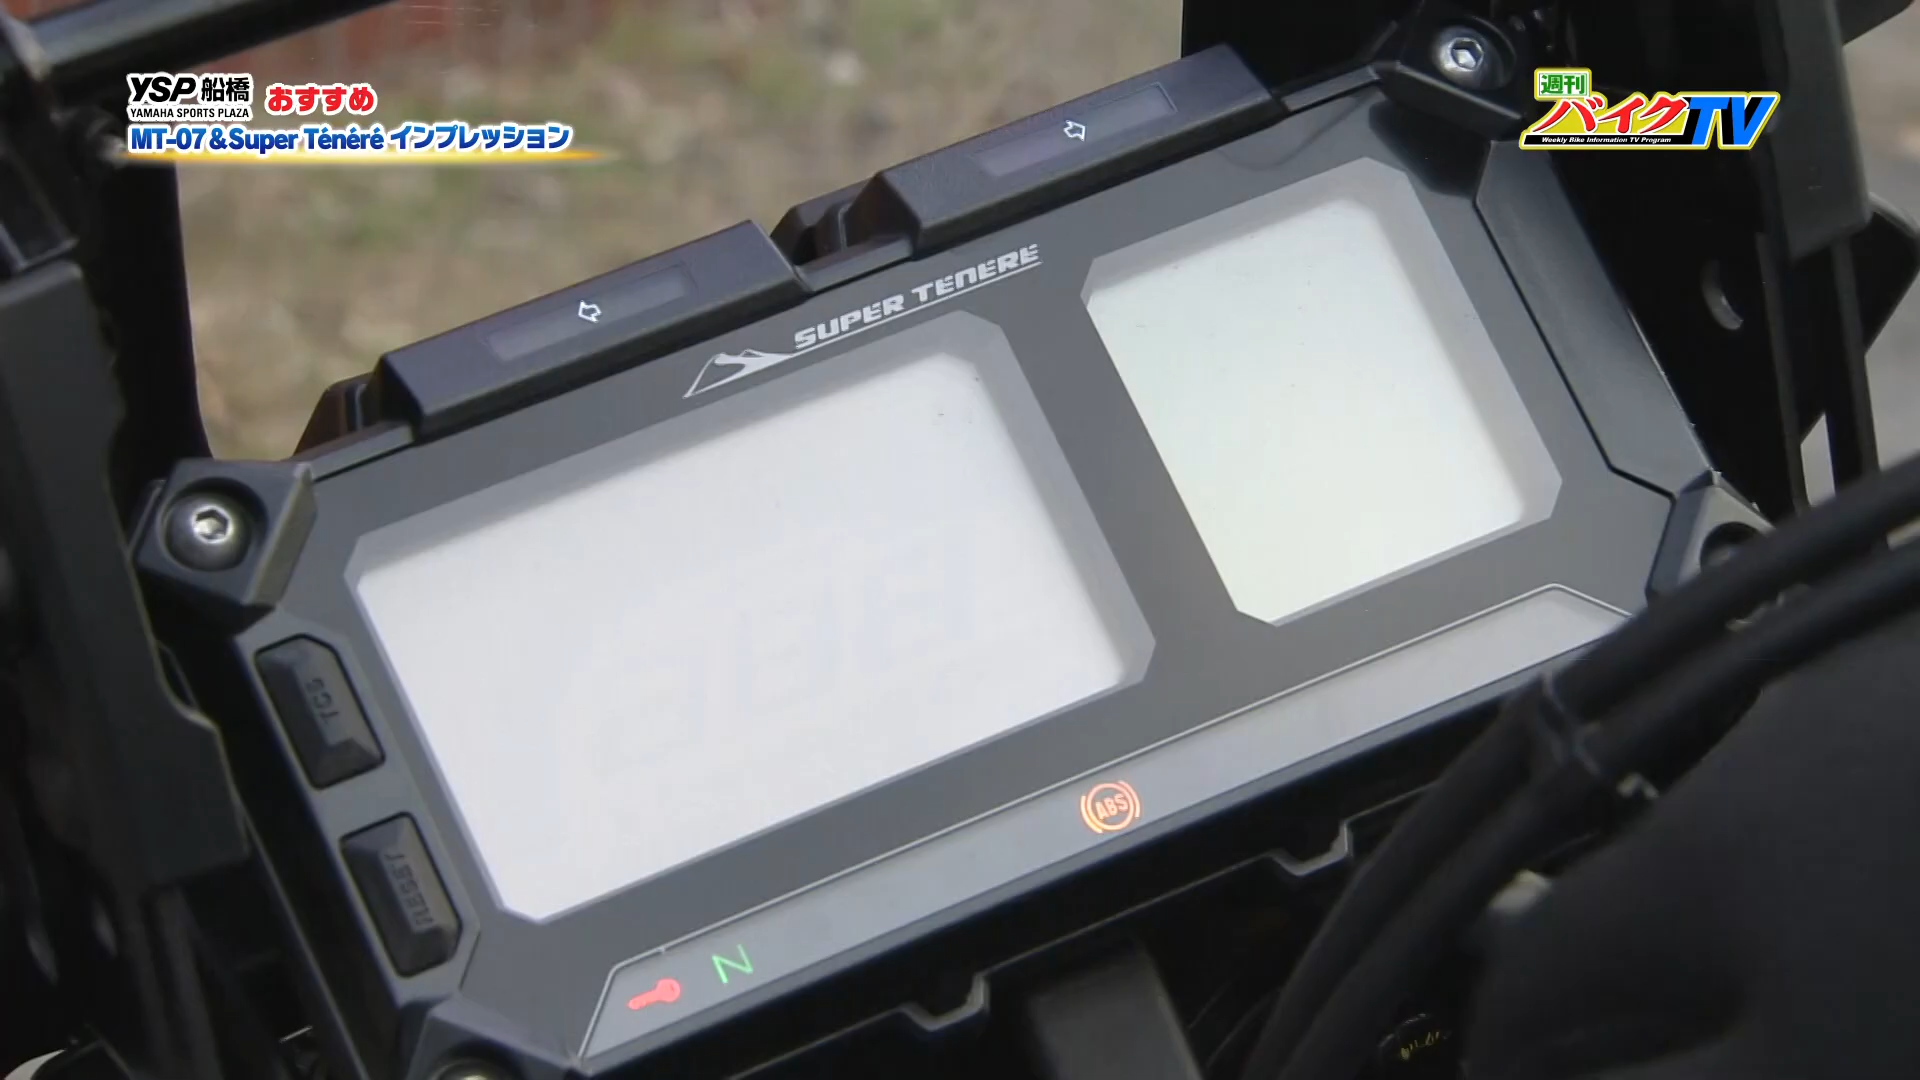 YSP船橋 おすすめ
YAMAHA SPORTS PLAZA
MT-07&Super Ténéré インプレッション
週刊
バイクTV
Weekly Bike Information TV Program
SUPER TENERE
TCS
RESET
ABS
N